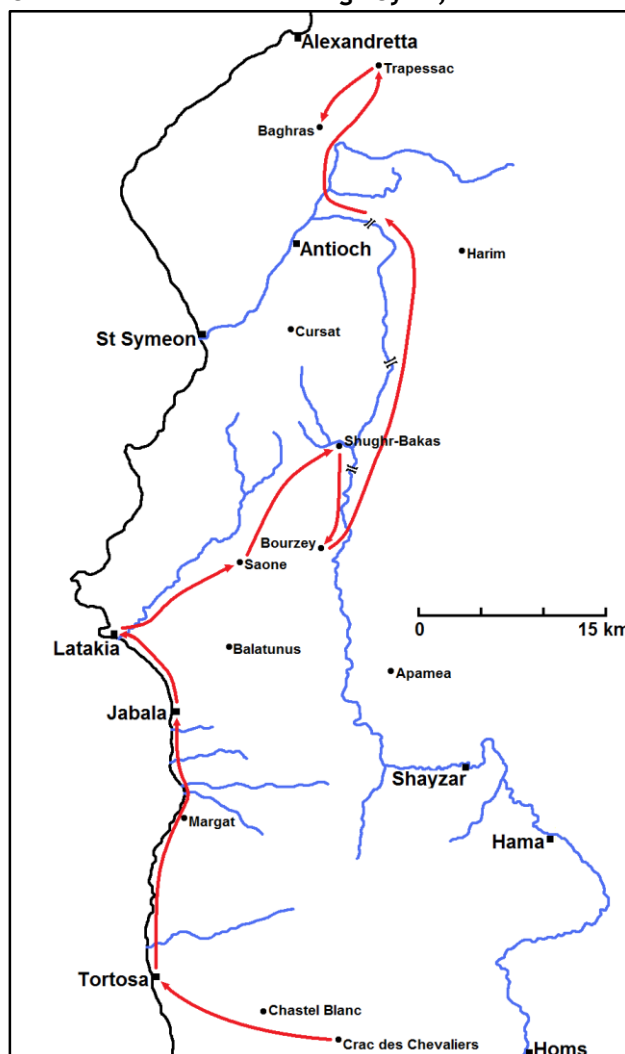 Alexandretta
Trapessac
Baghras
Antioch
Harim
St Symeon
Cursat
Shughr-Bakas
Bourzey
Saone
0 15 km
Latakia
Balatunus
Apamea
Jabala
Shayzar
Margat
Hama
Tortosa
Chastel Blanc
Crac des Chevaliers
Homs